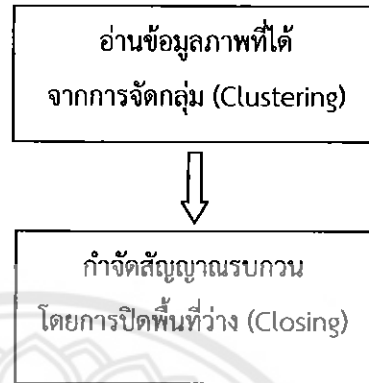 อ่านข้อมูลภาพที่ได้
จากการจัดกลุ่ม (Clustering)
กำจัดสัญญาณรบกวน
โดยการปิดพื้นที่ว่าง (Closing)